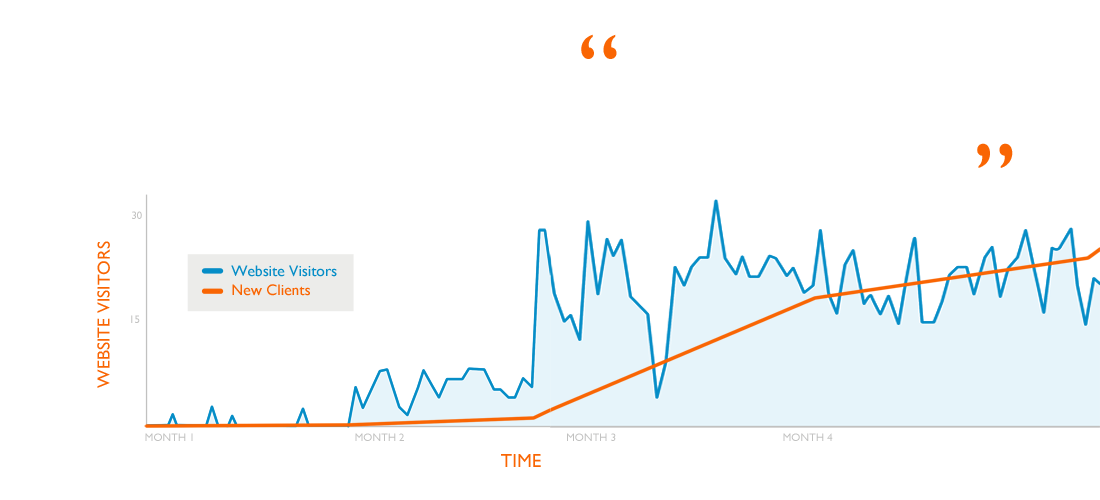 “
”
30
Website Visitors
New Clients
WEBSITE VISITORS
15
MONTH 1 MONTH 2 MONTH 3 MONTH 4
TIME